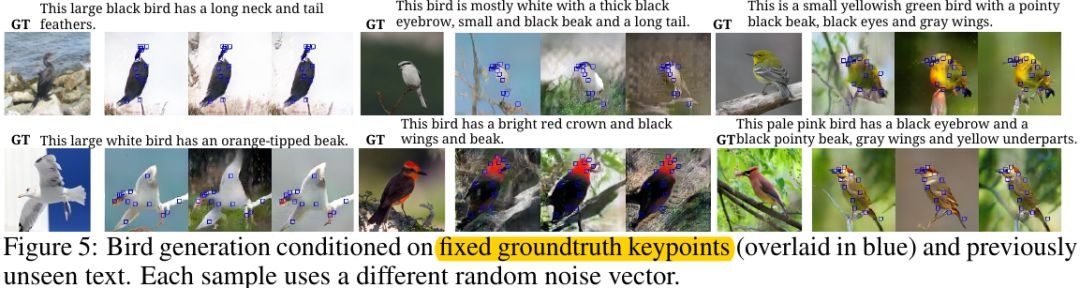 This large black bird has a long neck and tail
GT feathers.
This bird is mostly white with a thick black
GT eyebrow, small and black beak and a long tail.
This is a small yellowish green bird with a pointy
GT black beak, black eyes and gray wings.
GT This large white bird has an orange-tipped beak.
This bird has a bright red crown and black
GT wings and beak.
This pale pink bird has a black eyebrow and a
GT black pointy beak, gray wings and yellow underparts.
Figure 5: Bird generation conditioned on fixed groundtruth keypoints (overlaid in blue) and previously
unseen text. Each sample uses a different random noise vector.